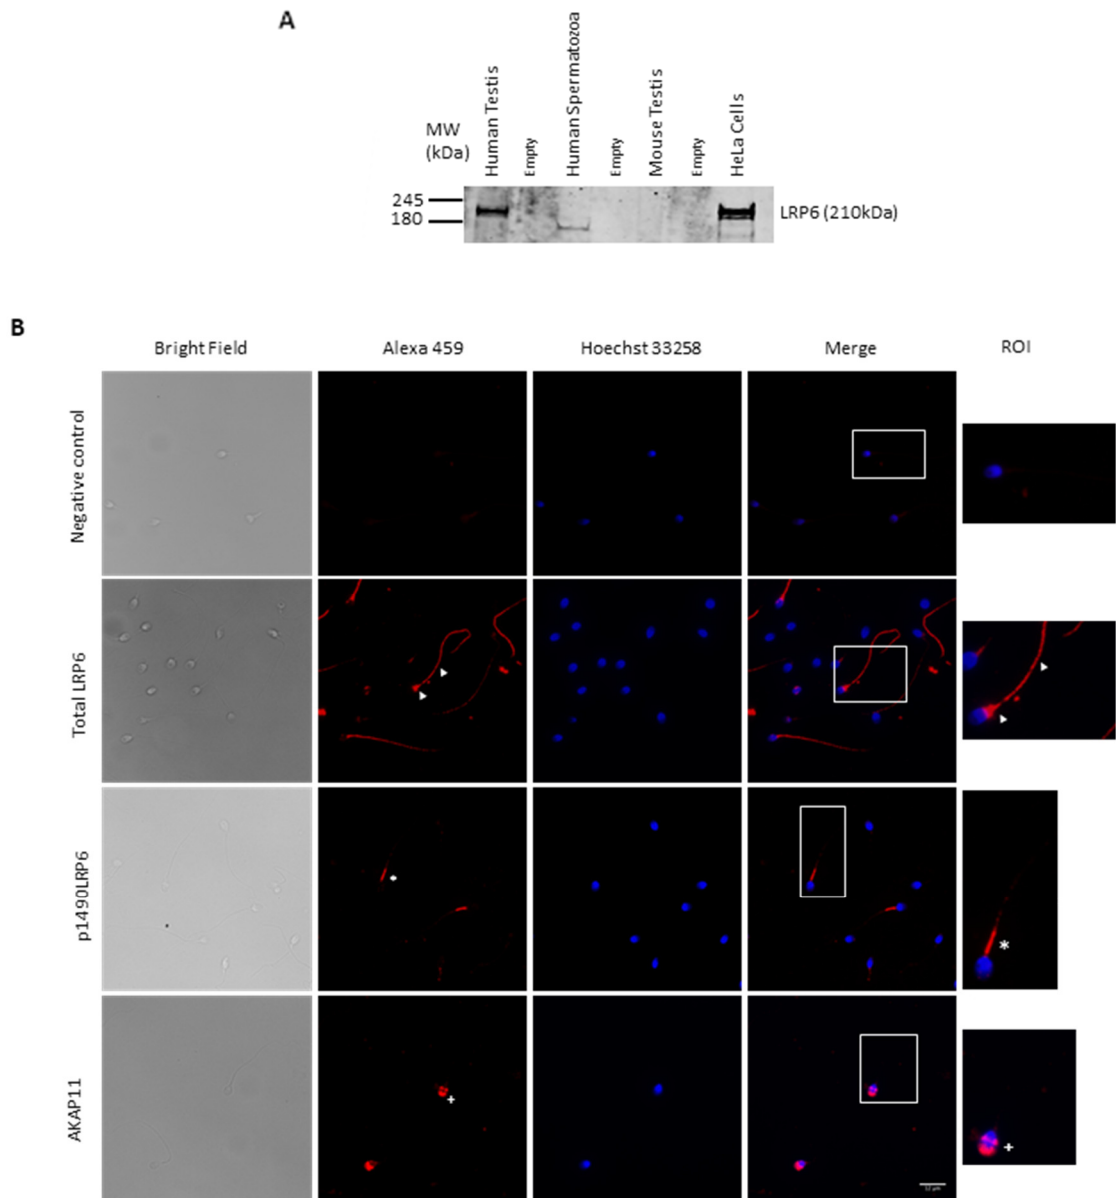 A
MW
(kDa)
Human Testis
Empty
Human Spermatozoa
Empty
Mouse Testis
Empty
HeLa Cells
245
180
LRP6 (210kDa)
B
Bright Field
Alexa 459
Hoechst 33258
Merge
ROI
Negative control
Total LRP6
p1490LRP6
*
*
AKAP11
+
+